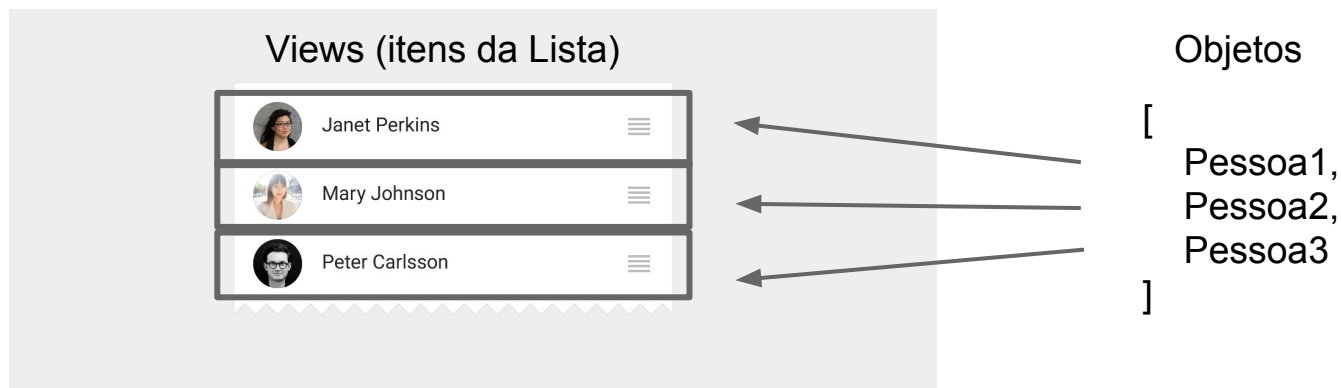 Views (itens da Lista)
Janet Perkins
Mary Johnson
Peter Carlsson
Objetos
[
Pessoa1,
Pessoa2,
Pessoa3
]